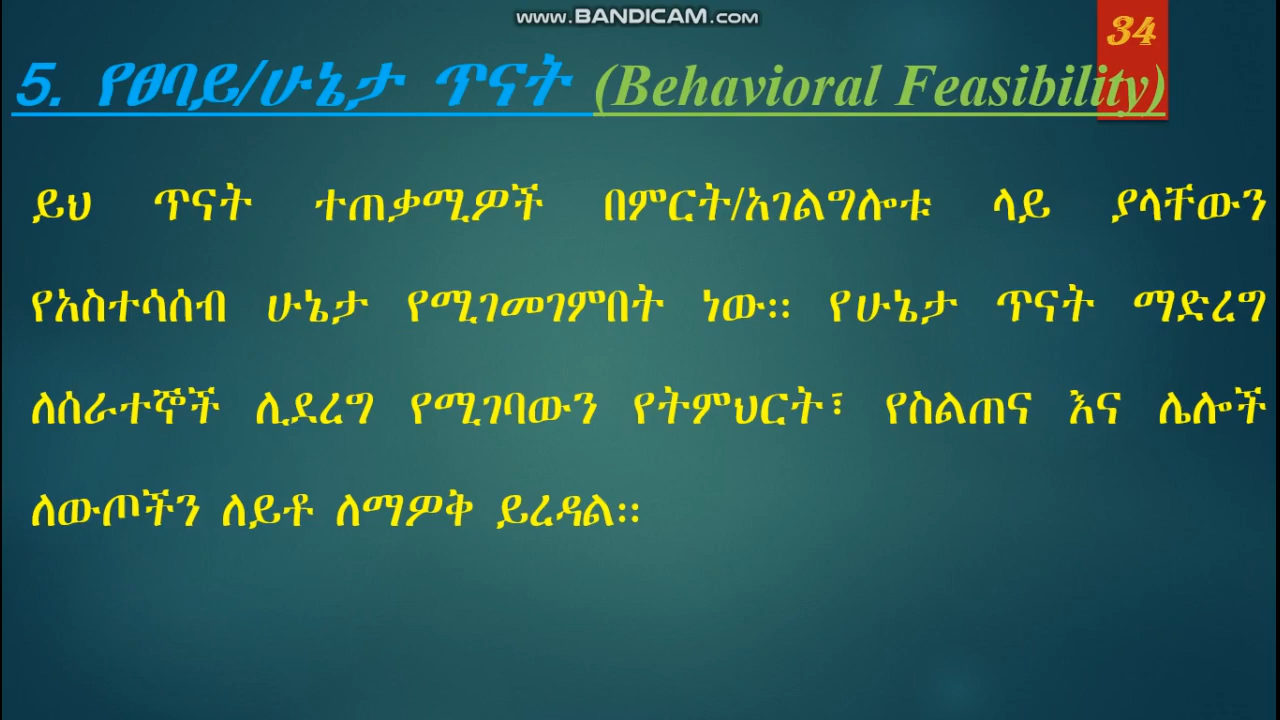 www.BANDICAM.com
34
5. የፀባይ/ሁኔታ ጥናት (Behavioral Feasibility)
ይህ ጥናት ተጠቃሚዎች በምርት/አገልግሎቱ ላይ ያላቸውን
የአስተሳሰብ ሁኔታ የሚገመገምበት ነው። የሁኔታ ጥናት ማድረግ
ለሰራተኞች ሊደረግ የሚገባውን የትምህርት፣ የስልጠና እና ሌሎች
ለውጦችን ለይቶ ለማዎቅ ይረዳል።